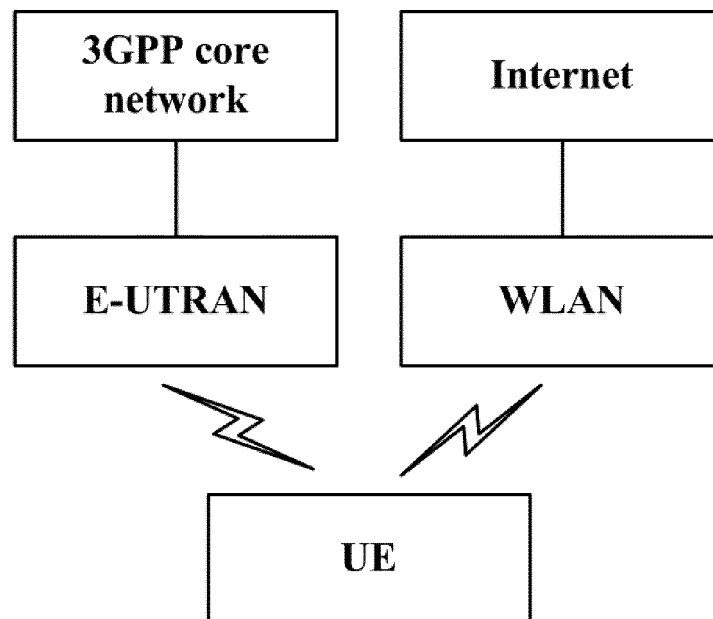 3GPP core
network
Internet
E-UTRAN
WLAN
UE